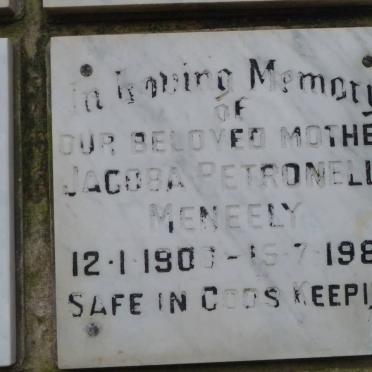 In Loving Memory
OF
OUR BELOVED MOTHE
JACOBA PETRONELL
MENEELY
12·1·190 - 15·7·198
SAFE IN GODS KEEPI